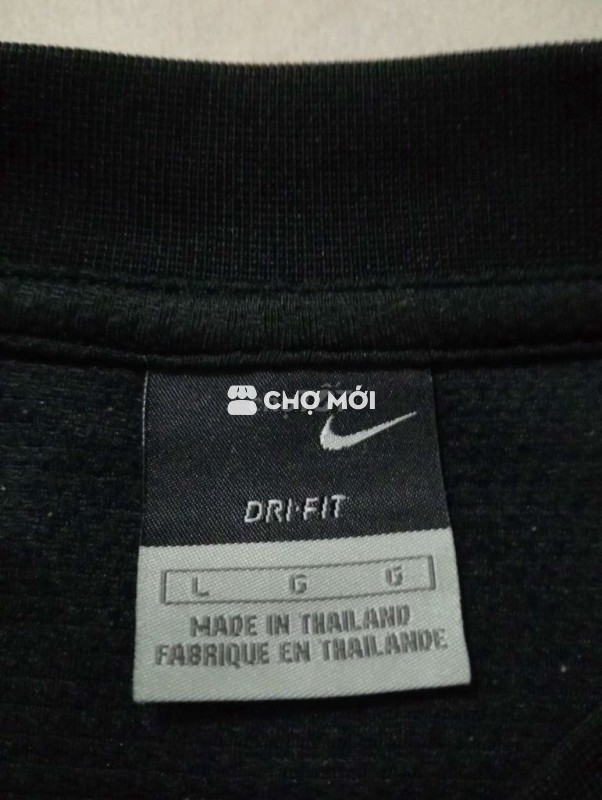 CHỢ MỚI
DRI-FIT
L G G
MADE IN THAILAND
FABRIQUE EN THAILANDE